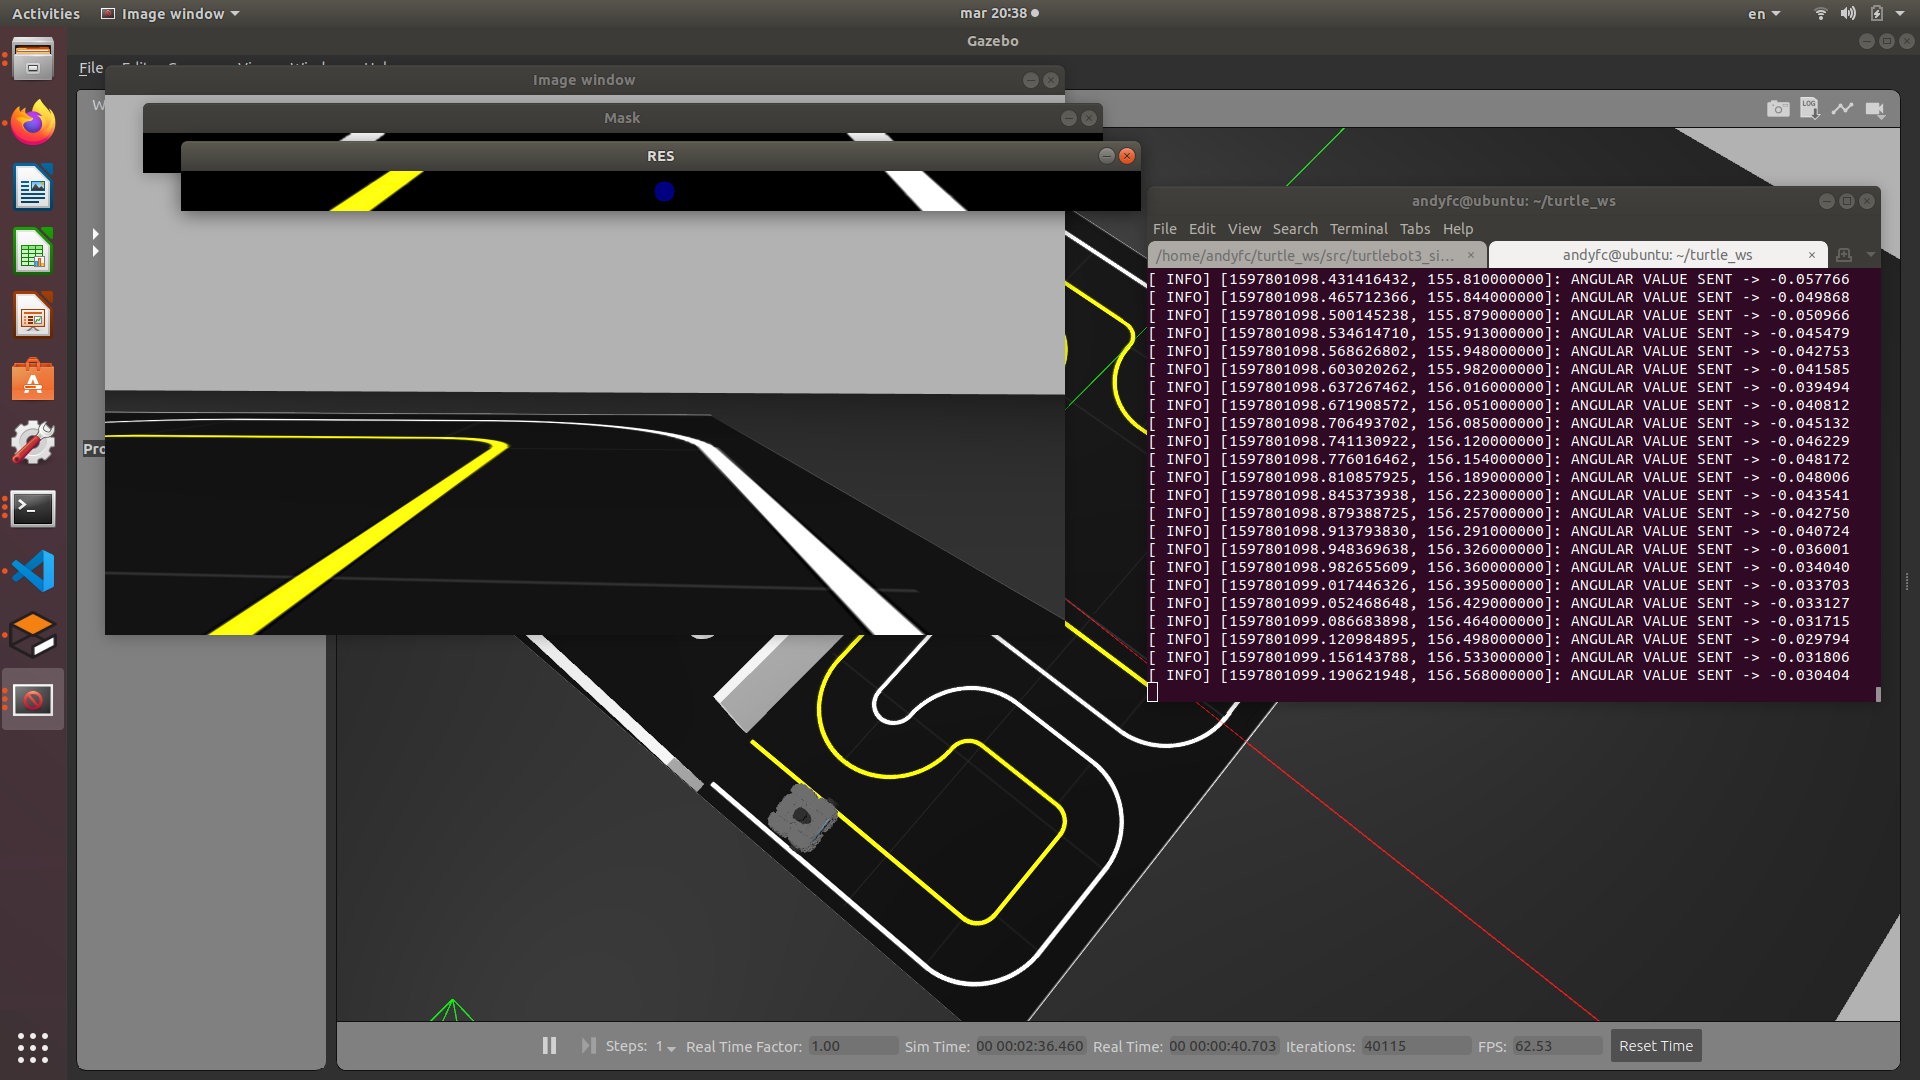 Activities
Image window
mar 20:38
en
Gazebo
File
Image window
Mask
RES
andyfc@ubuntu: ~/turtle_ws
File Edit View Search Terminal Tabs Help
/home/andyfc/turtle_ws/src/turtlebot3_si... ×
andyfc@ubuntu: ~/turtle_ws ×
[ INFO] [1597801098.431416432, 155.810000000]: ANGULAR VALUE SENT -> -0.057766
[ INFO] [1597801098.465712366, 155.844000000]: ANGULAR VALUE SENT -> -0.049868
[ INFO] [1597801098.500145238, 155.879000000]: ANGULAR VALUE SENT -> -0.050966
[ INFO] [1597801098.534614710, 155.913000000]: ANGULAR VALUE SENT -> -0.045479
[ INFO] [1597801098.568626802, 155.948000000]: ANGULAR VALUE SENT -> -0.042753
[ INFO] [1597801098.603020262, 155.982000000]: ANGULAR VALUE SENT -> -0.041585
[ INFO] [1597801098.637267462, 156.016000000]: ANGULAR VALUE SENT -> -0.039494
[ INFO] [1597801098.671908572, 156.051000000]: ANGULAR VALUE SENT -> -0.040812
[ INFO] [1597801098.706493702, 156.085000000]: ANGULAR VALUE SENT -> -0.045132
[ INFO] [1597801098.741130922, 156.120000000]: ANGULAR VALUE SENT -> -0.046229
[ INFO] [1597801098.776016462, 156.154000000]: ANGULAR VALUE SENT -> -0.048172
[ INFO] [1597801098.810857925, 156.189000000]: ANGULAR VALUE SENT -> -0.048006
[ INFO] [1597801098.845373938, 156.223000000]: ANGULAR VALUE SENT -> -0.043541
[ INFO] [1597801098.879388725, 156.257000000]: ANGULAR VALUE SENT -> -0.042750
[ INFO] [1597801098.913793830, 156.291000000]: ANGULAR VALUE SENT -> -0.040724
[ INFO] [1597801098.948369638, 156.326000000]: ANGULAR VALUE SENT -> -0.036001
[ INFO] [1597801098.982655609, 156.360000000]: ANGULAR VALUE SENT -> -0.034040
[ INFO] [1597801099.017446326, 156.395000000]: ANGULAR VALUE SENT -> -0.033703
[ INFO] [1597801099.052468648, 156.429000000]: ANGULAR VALUE SENT -> -0.033127
[ INFO] [1597801099.086683898, 156.464000000]: ANGULAR VALUE SENT -> -0.031715
[ INFO] [1597801099.120984895, 156.498000000]: ANGULAR VALUE SENT -> -0.029794
[ INFO] [1597801099.156143788, 156.533000000]: ANGULAR VALUE SENT -> -0.031806
[ INFO] [1597801099.190621948, 156.568000000]: ANGULAR VALUE SENT -> -0.030404
LOG
Pro
Steps: 1 Real Time Factor: 1.00 Sim Time: 00 00:02:36.460 Real Time: 00 00:00:40.703 Iterations: 40115 FPS: 62.53 Reset Time